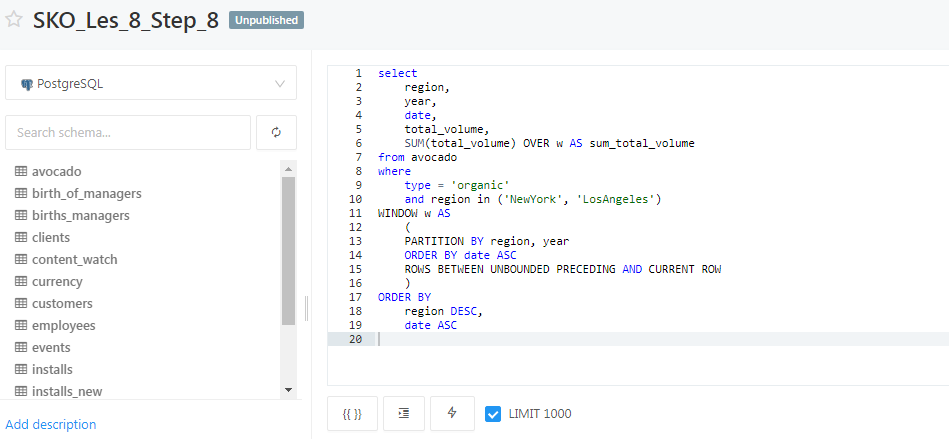 SKO_Les_8_Step_8 Unpublished
PostgreSQL
Search schema...
avocado
birth_of_managers
births_managers
clients
content_watch
currency
customers
employees
events
installs
installs_new
Add description
1 select
2 region,
3 year,
4 date,
5 total_volume,
6 SUM(total_volume) OVER w AS sum_total_volume
7 from avocado
8 where
9 type = 'organic'
10 and region in ('NewYork', 'LosAngeles')
11 WINDOW w AS
12 (
13 PARTITION BY region, year
14 ORDER BY date ASC
15 ROWS BETWEEN UNBOUNDED PRECEDING AND CURRENT ROW
16 )
17 ORDER BY
18 region DESC,
19 date ASC
20
{{ }} LIMIT 1000